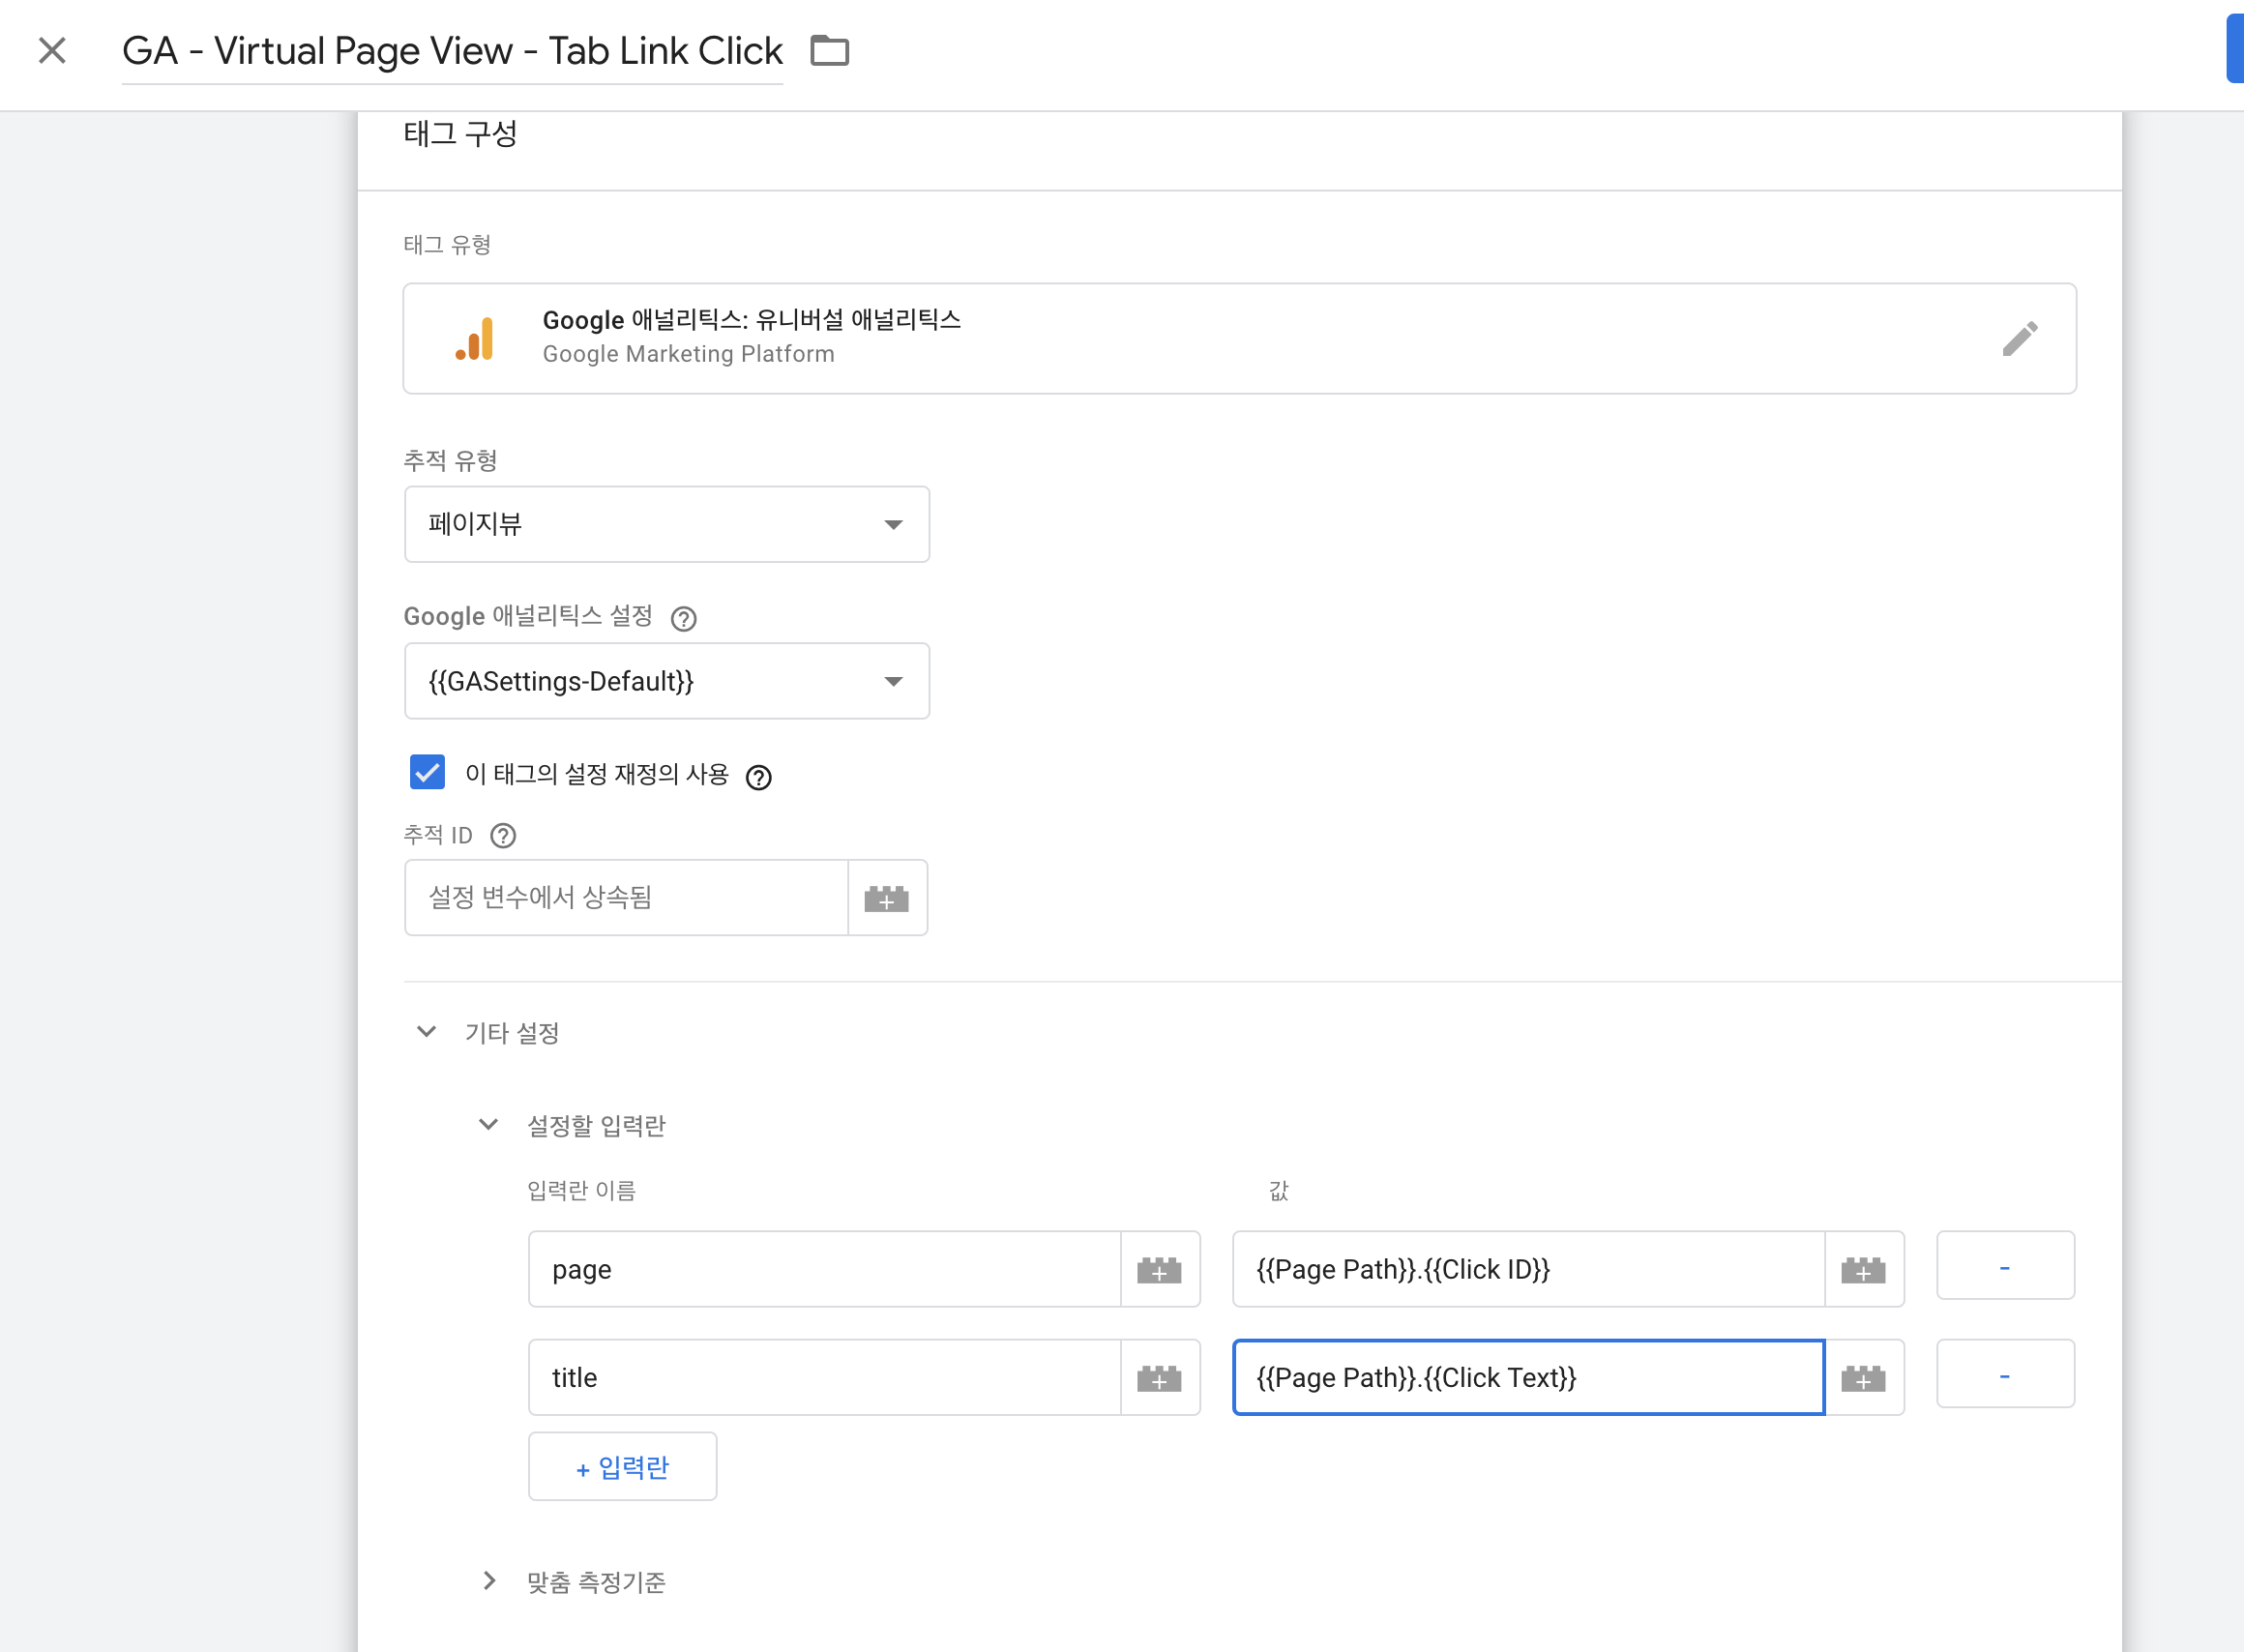 GA - Virtual Page View - Tab Link Click
태그 구성
태그 유형
Google 애널리틱스: 유니버설 애널리틱스
Google Marketing Platform
추적 유형
페이지뷰
Google 애널리틱스 설정
{{GASettings-Default}}
이 태그의 설정 재정의 사용
추적 ID
설정 변수에서 상속됨
기타 설정
설정할 입력란
입력란 이름 값
page {{Page Path}}.{{Click ID}} -
title {{Page Path}}.{{Click Text}} -
+ 입력란
맞춤 측정기준